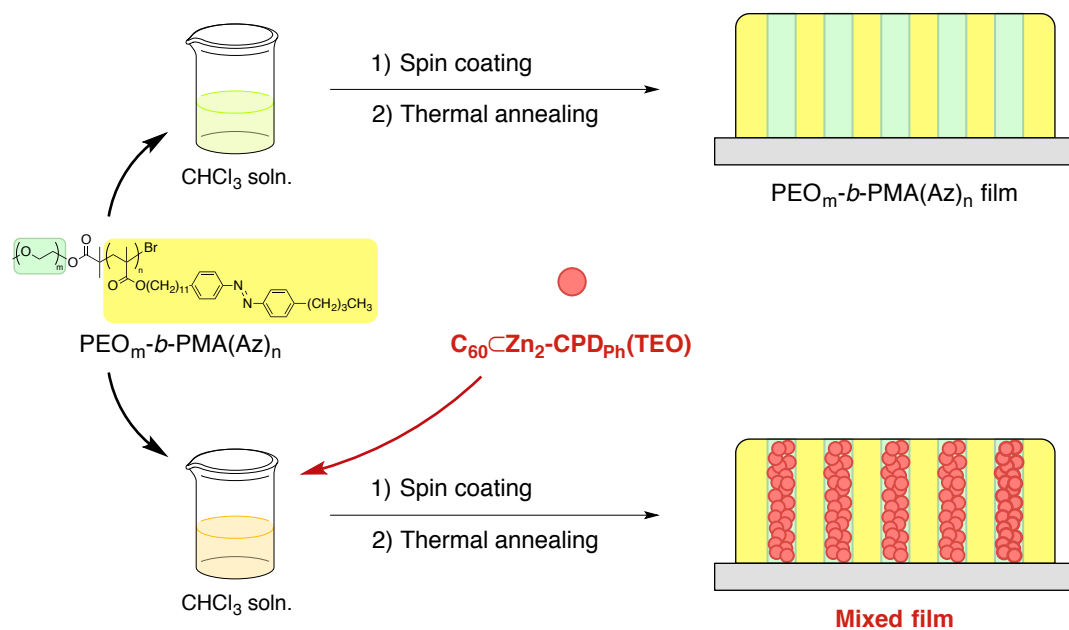 1) Spin coating
2) Thermal annealing
CHCl₃ soln.
PEOₘ-b-PMA(Az)ₙ film
O
m
O
O
n
Br
O
O(CH₂)₁₁
N
N
(CH₂)₃CH₃
PEOₘ-b-PMA(Az)ₙ
C₆₀⊂Zn₂-CPD_Ph(TEO)
1) Spin coating
2) Thermal annealing
CHCl₃ soln.
Mixed film